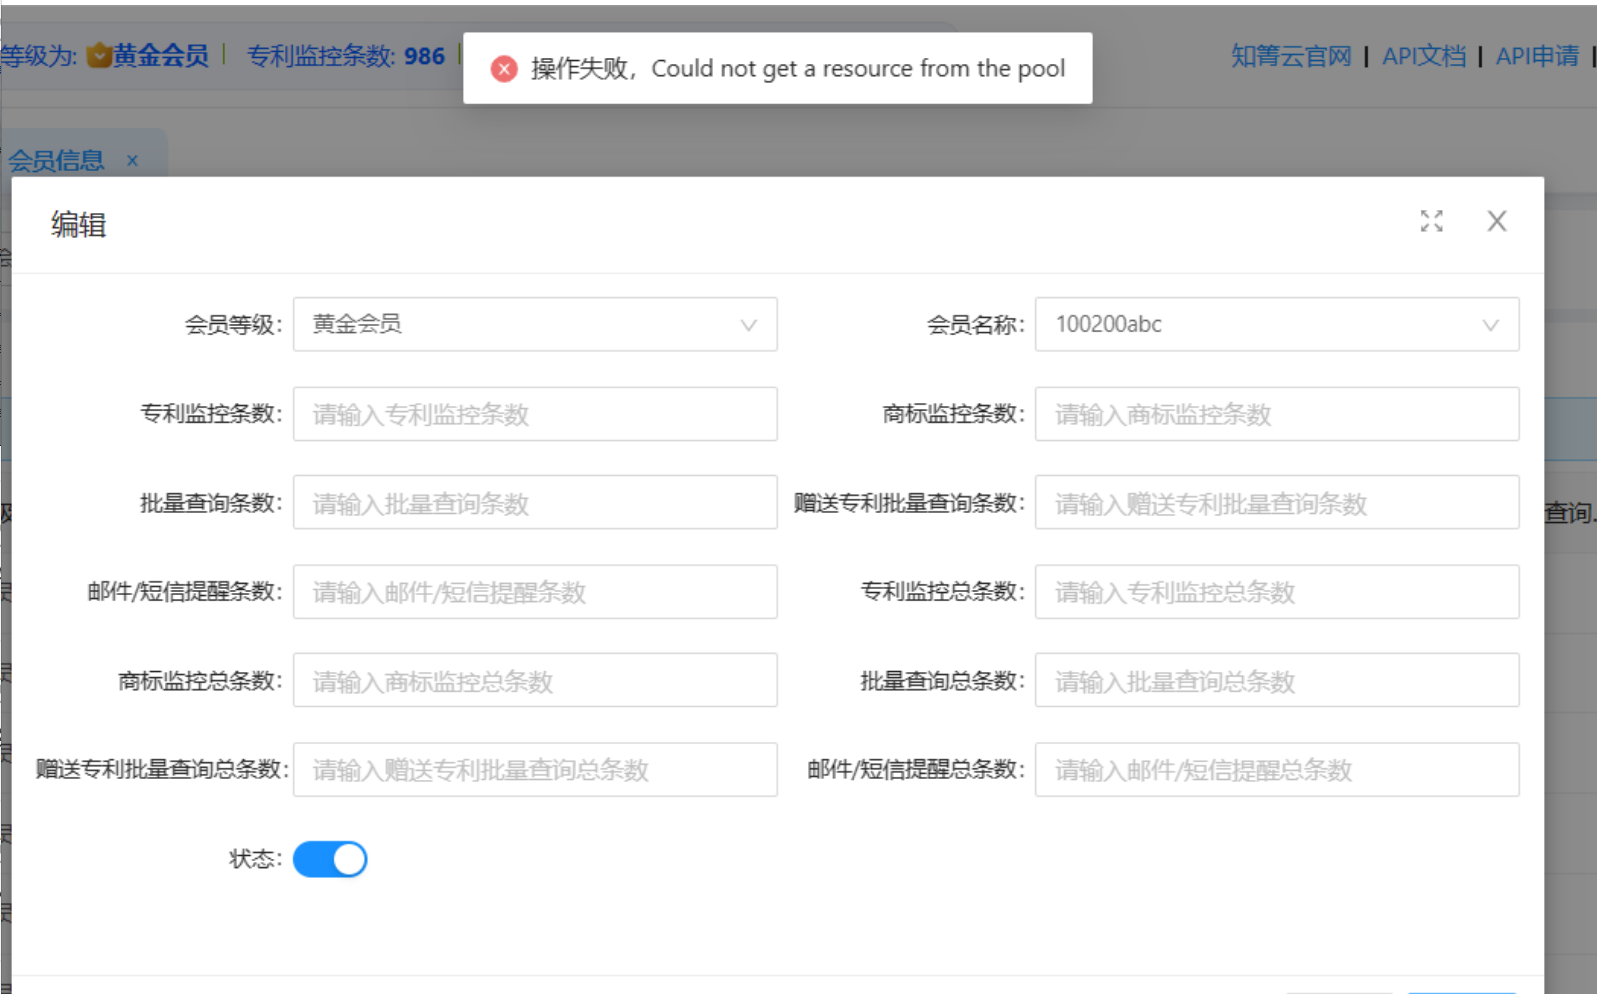 等级为: 黄金会员 专利监控条数: 986
操作失败，Could not get a resource from the pool
知箐云官网 | API文档 | API申请 |
会员信息 ×
编辑
会员等级: 黄金会员 会员名称: 100200abc
专利监控条数: 请输入专利监控条数 商标监控条数: 请输入商标监控条数
批量查询条数: 请输入批量查询条数 赠送专利批量查询条数: 请输入赠送专利批量查询条数
查询.
邮件/短信提醒条数: 请输入邮件/短信提醒条数 专利监控总条数: 请输入专利监控总条数
商标监控总条数: 请输入商标监控总条数 批量查询总条数: 请输入批量查询总条数
赠送专利批量查询总条数: 请输入赠送专利批量查询总条数 邮件/短信提醒总条数: 请输入邮件/短信提醒总条数
状态: